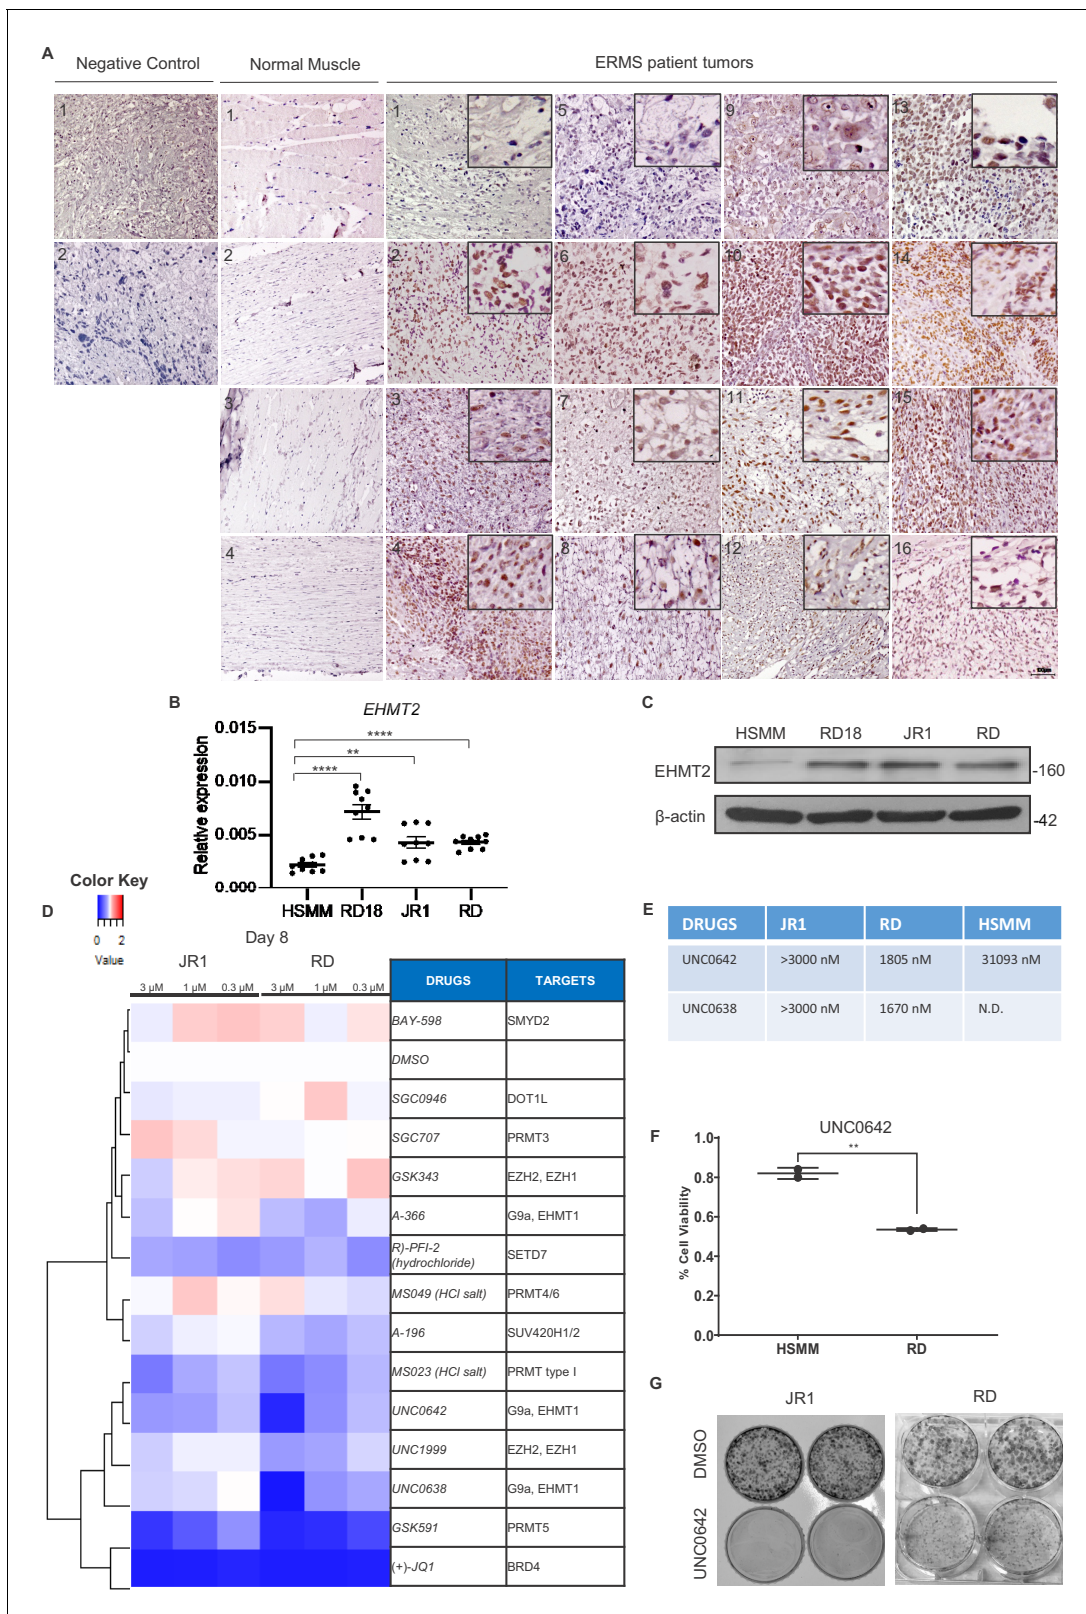 A
Negative Control
Normal Muscle
ERMS patient tumors
1
1
1
5
9
13
2
2
2
6
10
14
3
3
7
11
15
4
4
8
12
16
B
EHMT2
0.015
0.010
0.005
0.000
Relative expression
****
**
****
HSMM RD18 JR1 RD
C
HSMM RD18 JR1 RD
EHMT2
-160
β-actin
-42
D
Color Key
0 2
Value
Day 8
JR1 RD
3 µM 1 µM 0.3 µM 3 µM 1 µM 0.3 µM
DRUGS TARGETS
BAY-598 SMYD2
DMSO
SGC0946 DOT1L
SGC707 PRMT3
GSK343 EZH2, EZH1
A-366 G9a, EHMT1
R)-PFI-2
(hydrochloride) SETD7
MS049 (HCl salt) PRMT4/6
A-196 SUV420H1/2
MS023 (HCl salt) PRMT type I
UNC0642 G9a, EHMT1
UNC1999 EZH2, EZH1
UNC0638 G9a, EHMT1
GSK591 PRMT5
(+)-JQ1 BRD4
E
DRUGS JR1 RD HSMM
UNC0642 >3000 nM 1805 nM 31093 nM
UNC0638 >3000 nM 1670 nM N.D.
F
UNC0642
**
1.0
0.8
0.6
0.4
0.2
0.0
% Cell Viability
HSMM RD
G
JR1 RD
DMSO
UNC0642